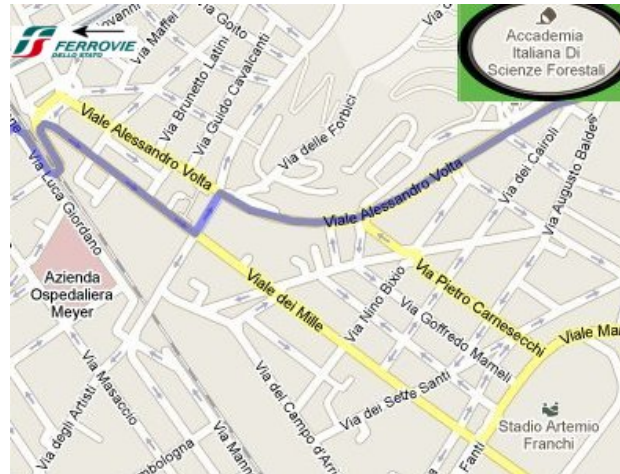 FERROVIE
DELLO STATO
Via Maffei
Via Goito
Via Brunetto Latini
Via Guido Cavalcanti
Accademia
Italiana Di
Scienze Forestali
Viale Alessandro Volta
Via delle Forbici
Via dei Cairoli
Viale Alessandro Volta
Via Luca Giordano
Azienda
Ospedaliera
Meyer
Viale dei Mille
Via Nino Bixio
Via Pietro Carnesecchi
Via Goffredo Mameli
Via Masaccio
Via degli Artisti
Via dei Sette Santi
Fanti
Stadio Artemio
Franchi